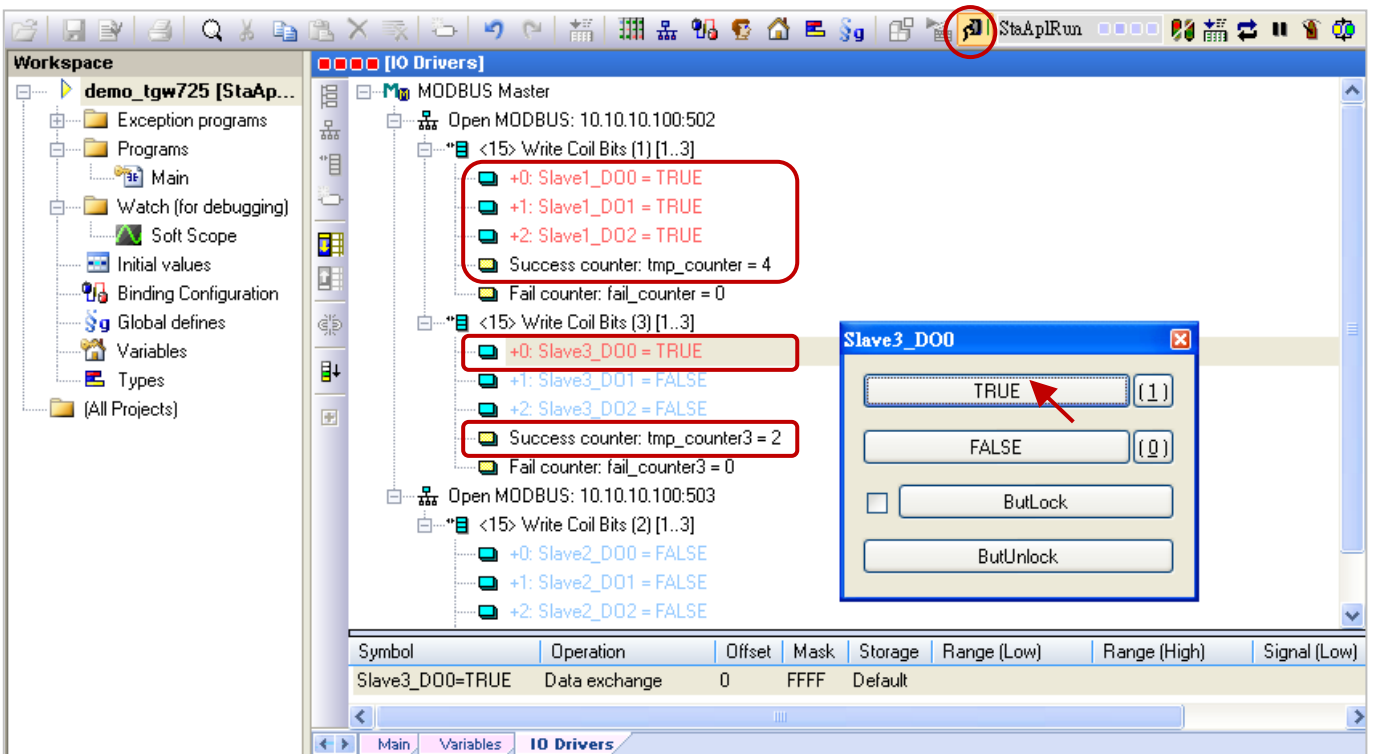 StaAplRun
Workspace
[IO Drivers]
demo_tgw725 [StaAp...
Exception programs
Programs
Main
Watch (for debugging)
Soft Scope
Initial values
Binding Configuration
Global defines
Variables
Types
(All Projects)
MODBUS Master
Open MODBUS: 10.10.10.100:502
<15> Write Coil Bits (1) [1..3]
+0: Slave1_DO0 = TRUE
+1: Slave1_DO1 = TRUE
+2: Slave1_DO2 = TRUE
Success counter: tmp_counter = 4
Fail counter: fail_counter = 0
<15> Write Coil Bits (3) [1..3]
+0: Slave3_DO0 = TRUE
+1: Slave3_DO1 = FALSE
+2: Slave3_DO2 = FALSE
Success counter: tmp_counter3 = 2
Fail counter: fail_counter3 = 0
Open MODBUS: 10.10.10.100:503
<15> Write Coil Bits (2) [1..3]
+0: Slave2_DO0 = FALSE
+1: Slave2_DO1 = FALSE
+2: Slave2_DO2 = FALSE
Slave3_DO0
TRUE (1)
FALSE (0)
ButLock
ButUnlock
Symbol Operation Offset Mask Storage Range (Low) Range (High) Signal (Low)
Slave3_DO0=TRUE Data exchange 0 FFFF Default
Main Variables IO Drivers